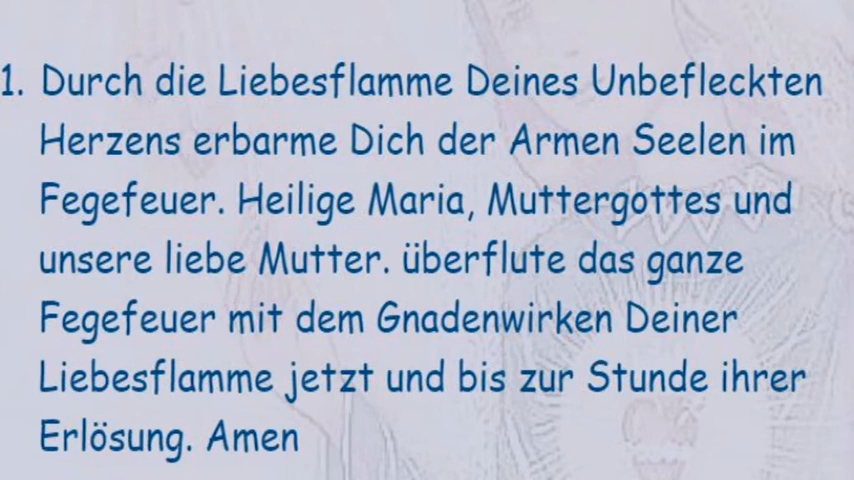 1. Durch die Liebesflamme Deines Unbefleckten
Herzens erbarme Dich der Armen Seelen im
Fegefeuer. Heilige Maria, Muttergottes und
unsere liebe Mutter. überflute das ganze
Fegefeuer mit dem Gnadenwirken Deiner
Liebesflamme jetzt und bis zur Stunde ihrer
Erlösung. Amen